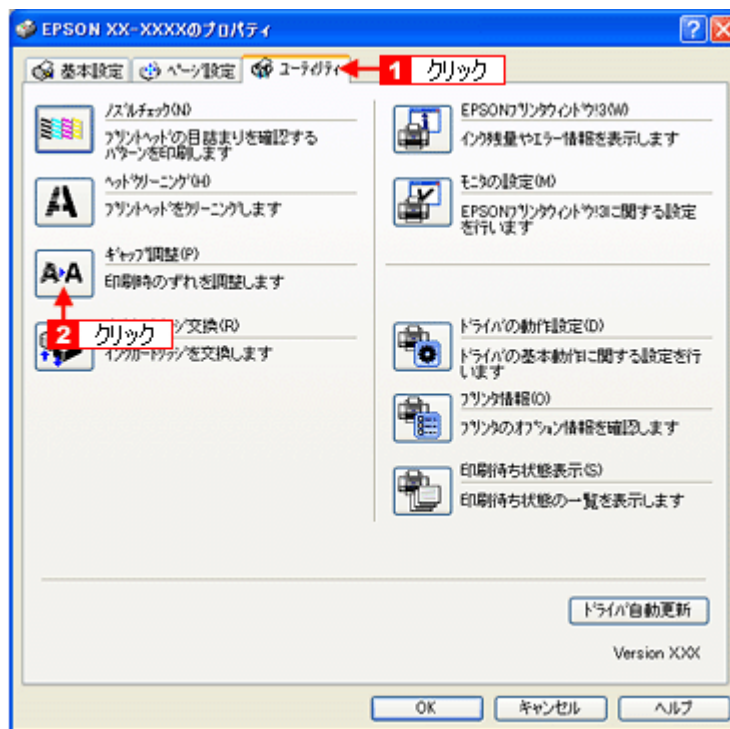 EPSON XX-XXXXのプロパティ
基本設定 ページ設定 ユーティリティ
1 クリック
ノズルチェック(N)
プリントヘッドの目詰まりを確認する
パターンを印刷します
ヘッドクリーニング(H)
プリントヘッドをクリーニングします
ギャップ調整(P)
印刷時のずれを調整します
2 クリック
ジ交換(R)
インクカートリッジを交換します
EPSONプリンタウィンドウ!3(W)
インク残量やエラー情報を表示します
モニタの設定(M)
EPSONプリンタウィンドウ!3に関する設定
を行います
ドライバの動作設定(D)
ドライバの基本動作に関する設定を行
います
プリンタ情報(O)
プリンタのオプション情報を確認します
印刷待ち状態表示(S)
印刷待ち状態の一覧を表示します
ドライバ自動更新
Version X.XX
OK キャンセル ヘルプ